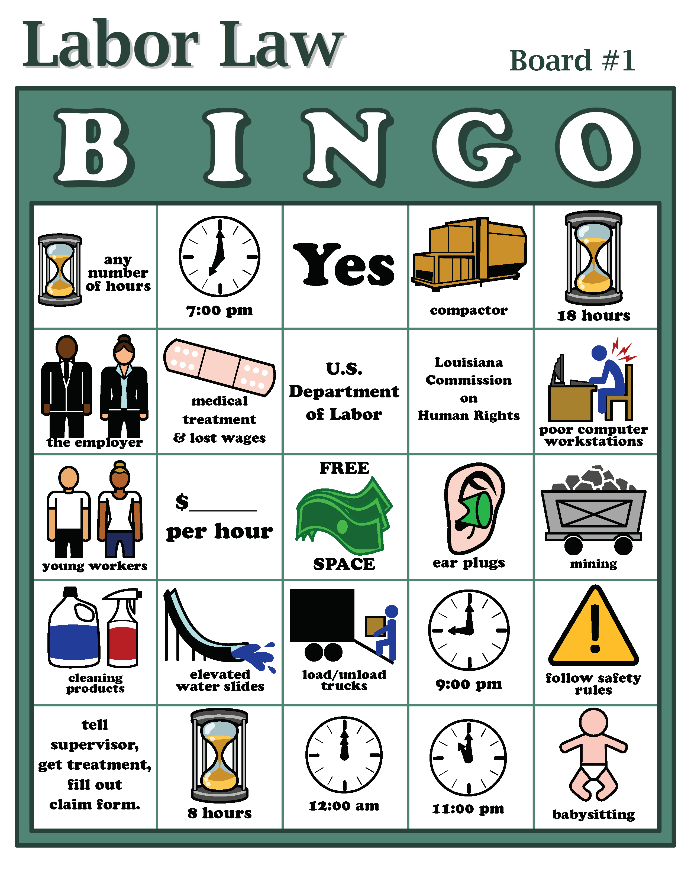 Labor Law
Board #1
B I N G O
any
number
of hours
7:00 pm
Yes
compactor
18 hours
the employer
medical
treatment
& lost wages
U.S.
Department
of Labor
Louisiana
Commission
on
Human Rights
poor computer
workstations
young workers
$______
per hour
FREE
SPACE
ear plugs
mining
cleaning
products
elevated
water slides
load/unload
trucks
9:00 pm
follow safety
rules
tell
supervisor,
get treatment,
fill out
claim form.
8 hours
12:00 am
11:00 pm
babysitting